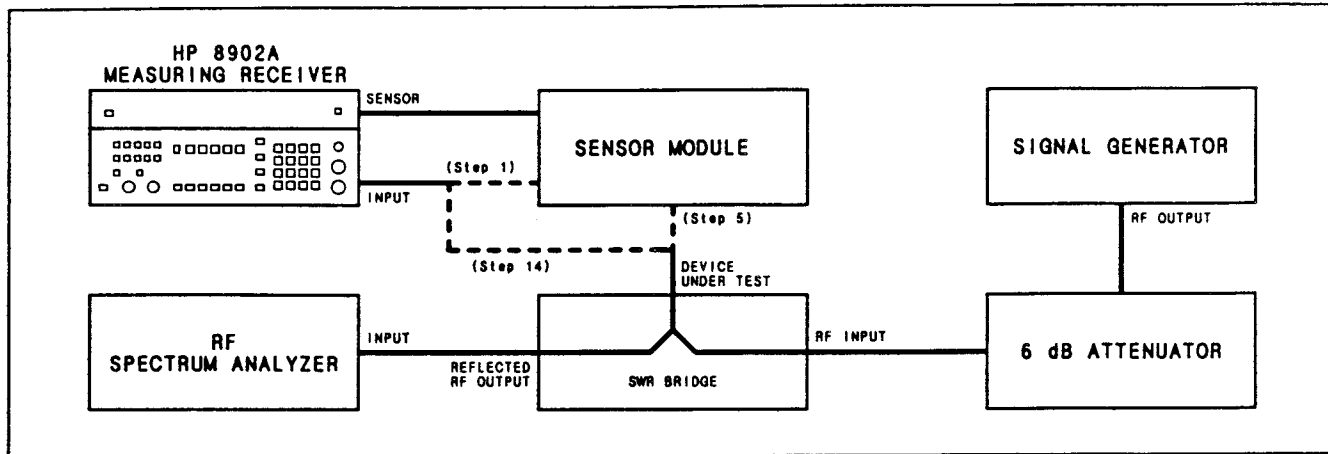 HP 8902A
MEASURING RECEIVER
SENSOR
SENSOR MODULE
SIGNAL GENERATOR
(Step 1)
INPUT
(Step 5)
RF OUTPUT
(Step 14)
DEVICE
UNDER TEST
RF
SPECTRUM ANALYZER
INPUT
REFLECTED
RF OUTPUT
SWR BRIDGE
RF INPUT
6 dB ATTENUATOR